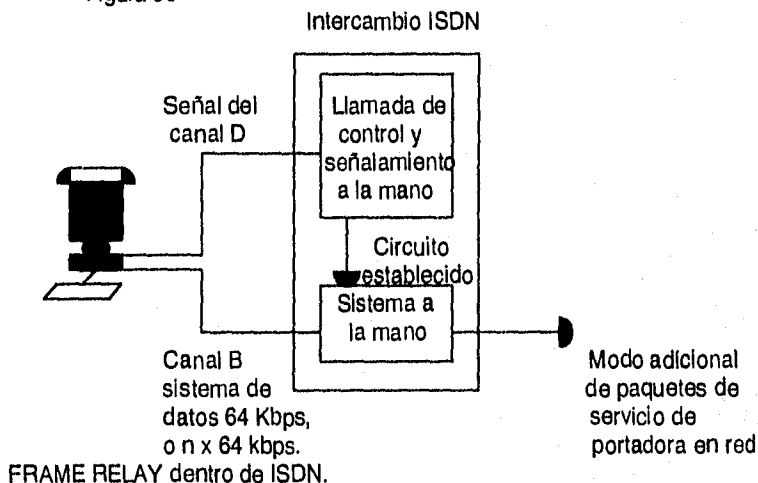 Intercambio ISDN
Señal del
canal D
Llamada de
control y
señalamiento
a la mano
Circuito
establecido
Sistema a
la mano
Canal B
sistema de
datos 64 Kbps,
o n x 64 kbps.
Modo adicional
de paquetes de
servicio de
portadora en red
FRAME RELAY dentro de ISDN.